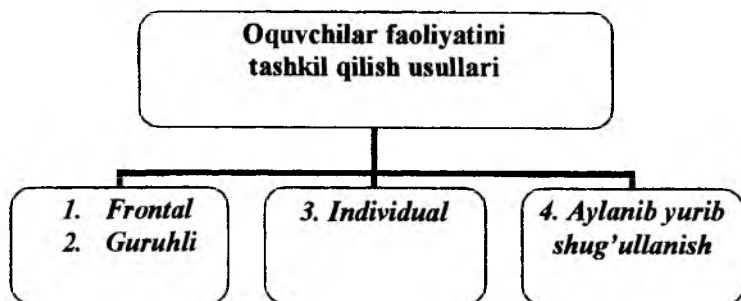 Oquvchilar faoliyatini
tashkil qilish usullari
1. Frontal
2. Guruhli
3. Individual
4. Aylanib yurib
shug'ullanish